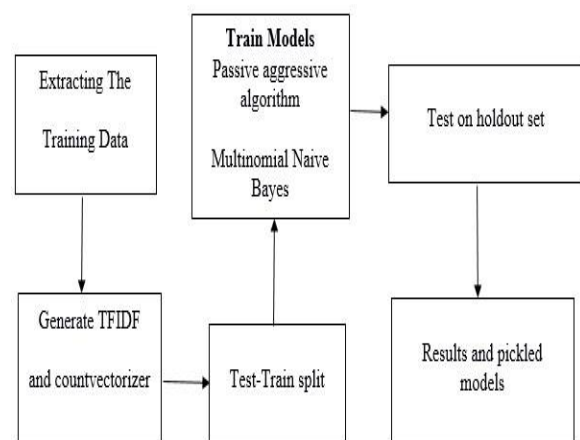 Extracting The
Training Data
Generate TFIDF
and countvectorizer
Test-Train split
Train Models
Passive aggressive
algorithm
Multinomial Naive
Bayes
Test on holdout set
Results and pickled
models